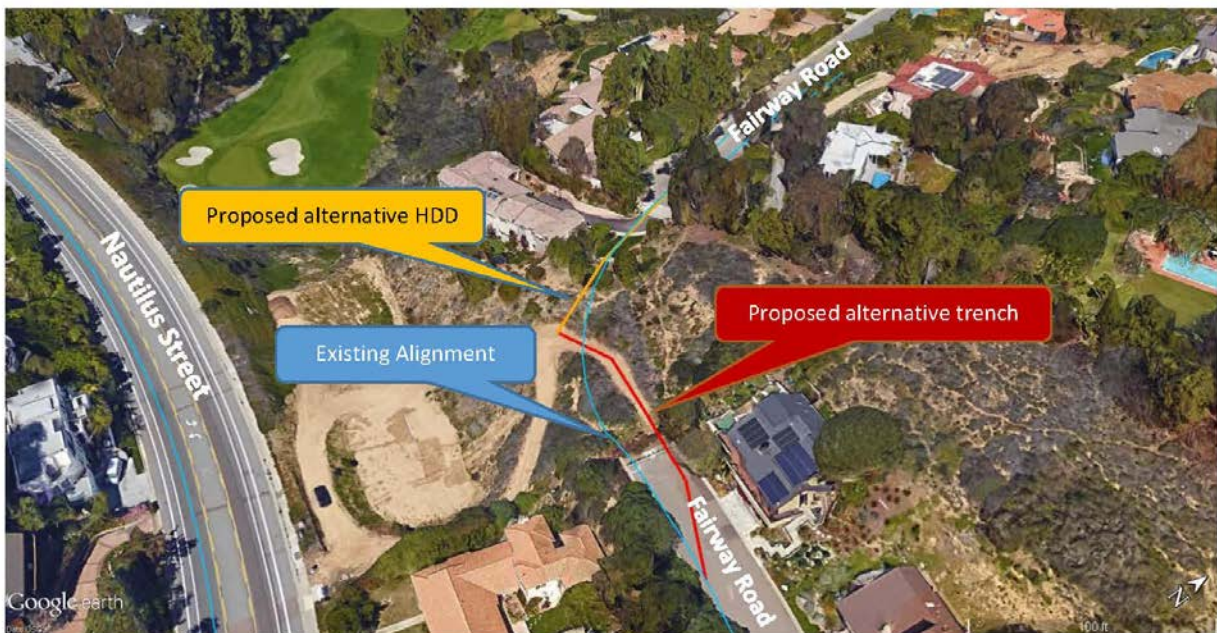 Fairway Road
Proposed alternative HDD
Nautilus Street
Proposed alternative trench
Existing Alignment
Fairway Road
Google earth
N
100 ft